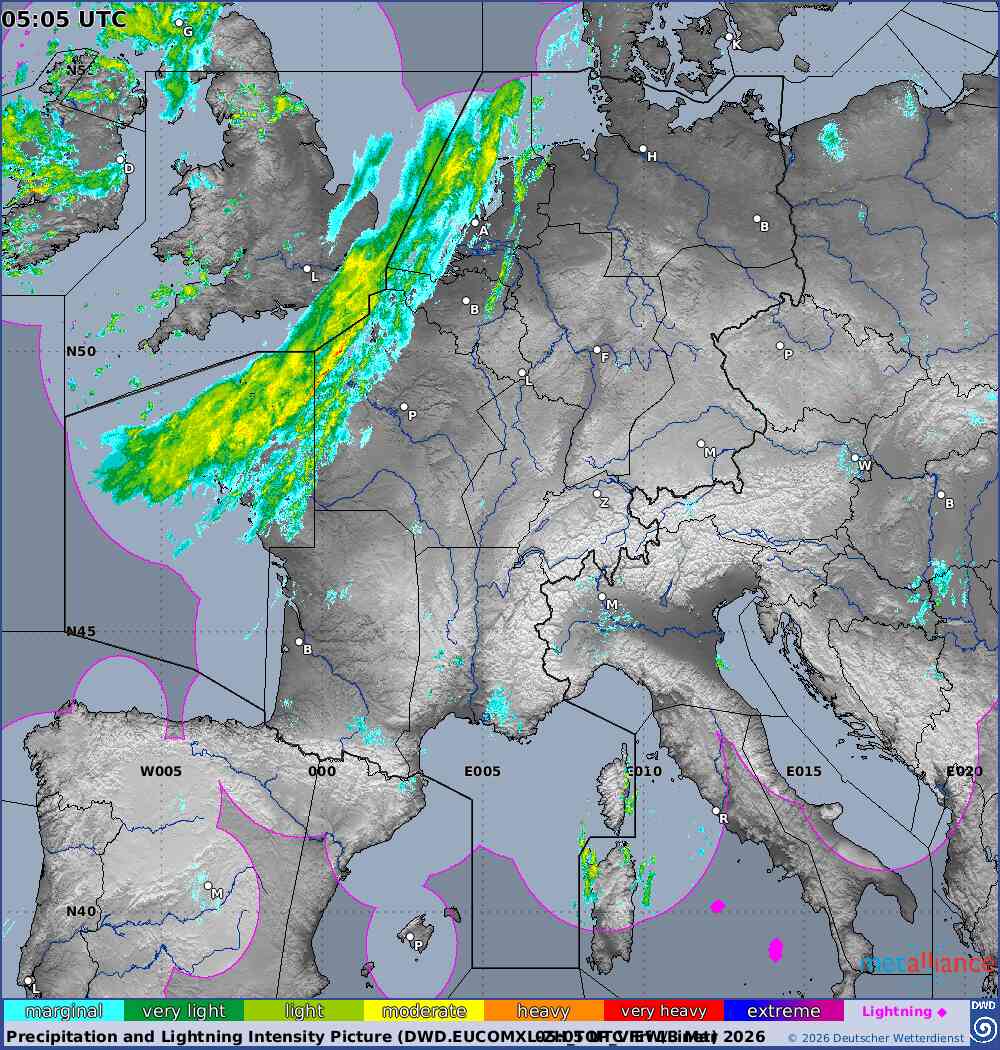 05:05 UTC
G
K
N55
D
H
A
B
L
B
N50
F
P
L
P
M
W
Z
B
M
N45
B
W005
000
E005
E010
E015
E020
R
M
N40
P
L
metalliance
marginal
very light
light
moderate
heavy
very heavy
extreme
Lightning
DWD
Precipitation and Lightning Intensity Picture
2026
© 2026 Deutscher Wetterdienst